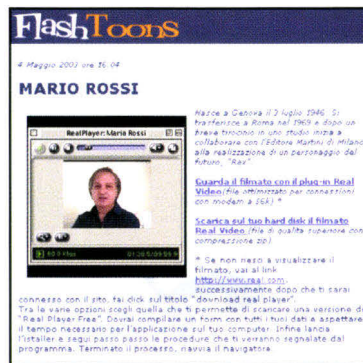 FlashToons
4 Maggio 2003 ore 16.04
MARIO ROSSI
Nasce a Genova il 3 luglio 1946. Si
trasferisce a Roma nel 1969 e dopo un
breve tirocinio in uno studio inizia a
collaborare con l'Editore Martini di Milano
alla realizzazione di un personaggio del
futuro, "Rax"
RealPlayer: Mario Rossi
Guarda il filmato con il plug-in Real
Video (file ottimizzato per connessioni
con modem a 56k) *
Scarica sul tuo hard disk il filmato
Real Video (file di qualità superiore con
compressione zip)
* Se non riesci a visualizzare il
filmato, vai al link
http://www.real.com.
successivamente dopo che ti sarai
connesso con il sito, fai click sul titolo "download real player".
Tra le varie opzioni scegli quella che ti permette di scaricare una versione di
"Real Player Free". Dovrai compilare un form con tutti i tuoi dati e aspettare
il tempo necessario per l'applicazione sul tuo computer. Infine lancia
l'istaller e segui passo passo le procedure che ti verranno segnalate dal
programma. Terminato il processo, riavvia il navigatore